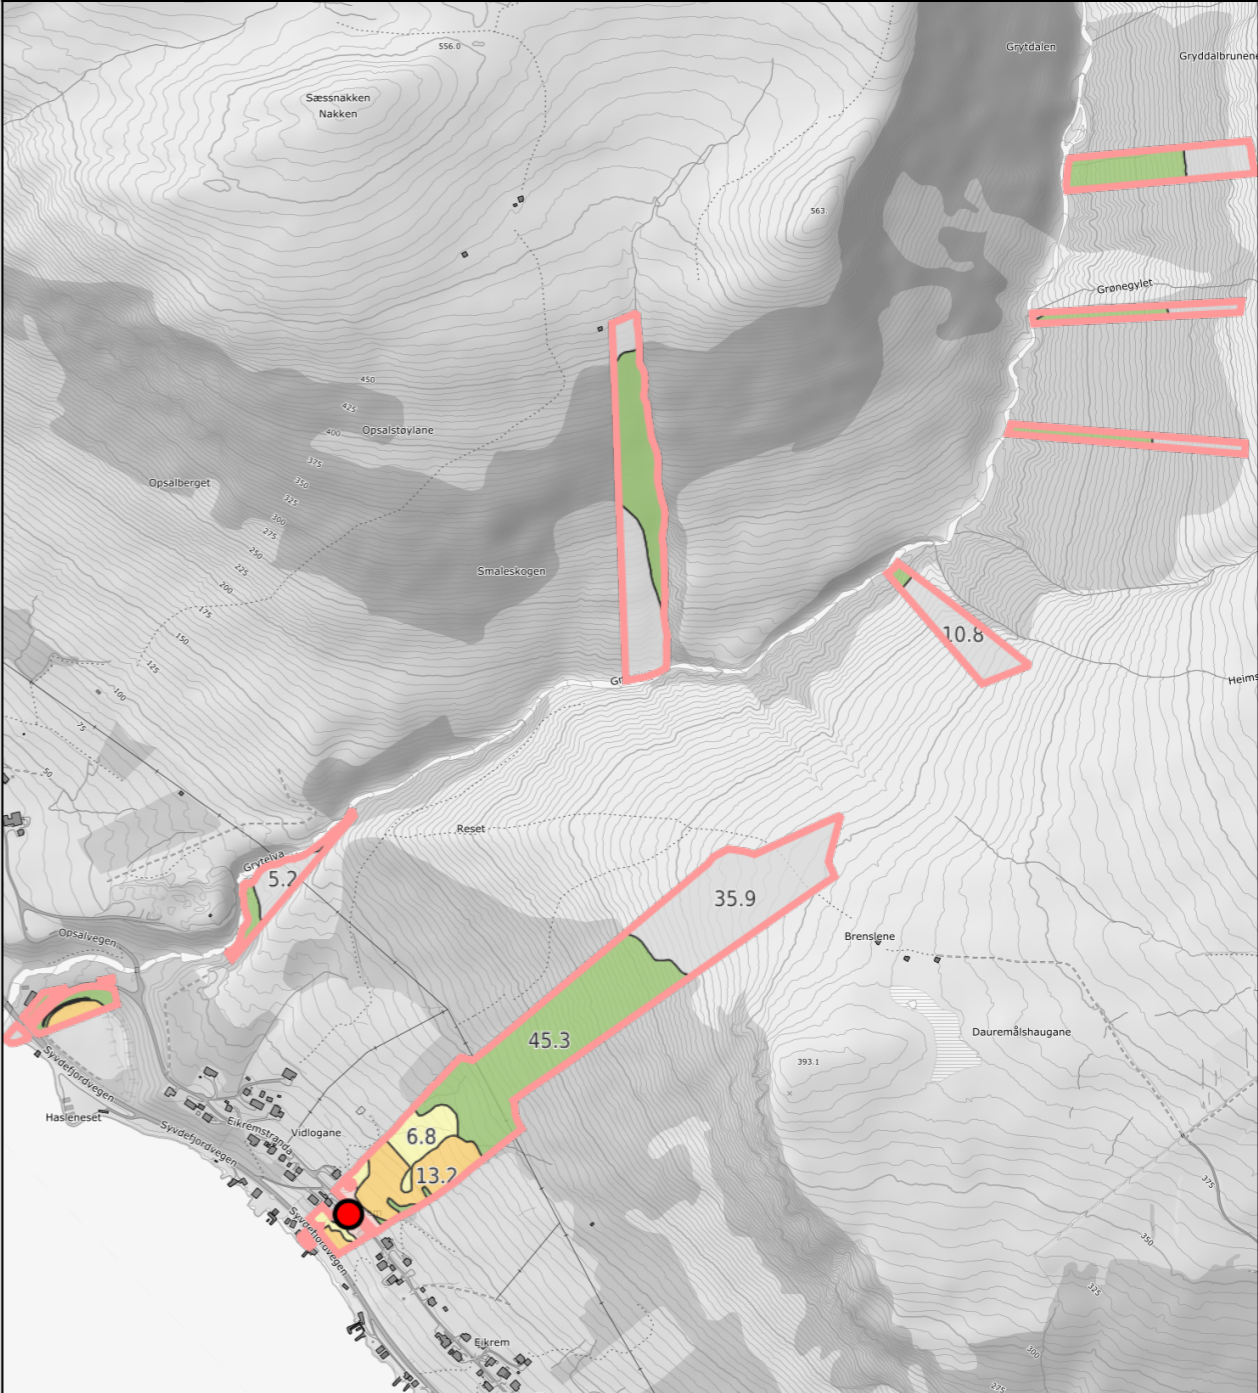 Grytdalen
556.0
Gryddalbrunene
Sæssnakken
Nakken
563.
Grønegylet
450
425
Opsalstøylane
400
375
350
325
300
275
250
225
200
175
150
125
100
75
50
Opsalberget
Smaleskogen
10.8
Gr
Heims
Reset
Grytelva
5.2
35.9
Opsalvegen
Brenslene
45.3
Dauremålshaugane
393.1
Syvdefjordvegen
Hasleneset
Eikremstranda
Vidlogane
Syvdefjordvegen
6.8
13.2
375
Syvdefjordvegen
350
325
Eikrem
300
275